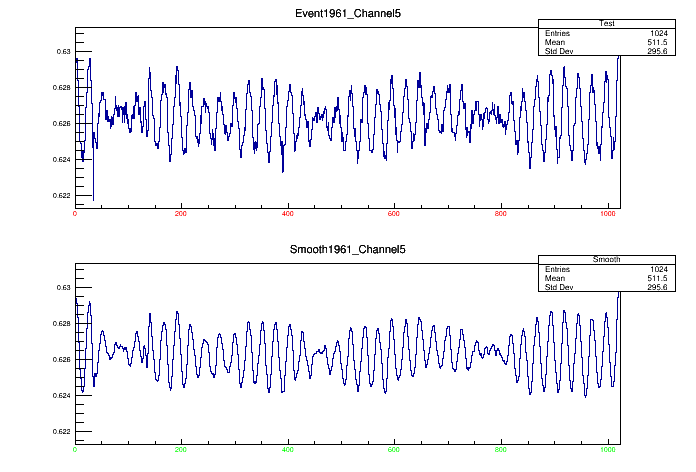 Event1961_Channel5
Test
Entries 1024
Mean 511.5
Std Dev 295.6
0.63
0.628
0.626
0.624
0.622
0 200 400 600 800 1000
Smooth1961_Channel5
Smooth
Entries 1024
Mean 511.5
Std Dev 295.6
0.63
0.628
0.626
0.624
0.622
0 200 400 600 800 1000